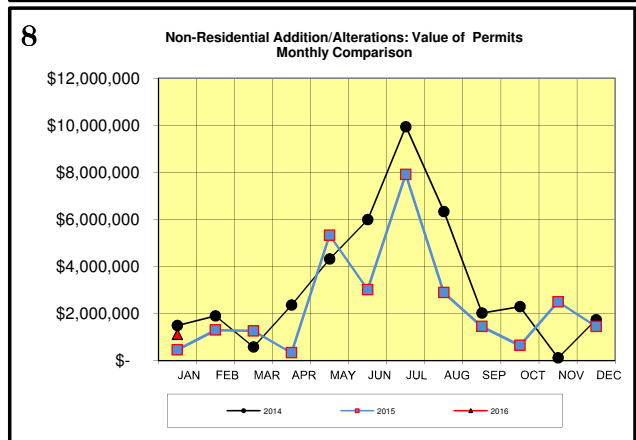 8
Non-Residential Addition/Alterations: Value of Permits
Monthly Comparison
$12,000,000
$10,000,000
$8,000,000
$6,000,000
$4,000,000
$2,000,000
$-
JAN FEB MAR APR MAY JUN JUL AUG SEP OCT NOV DEC
2014 2015 2016